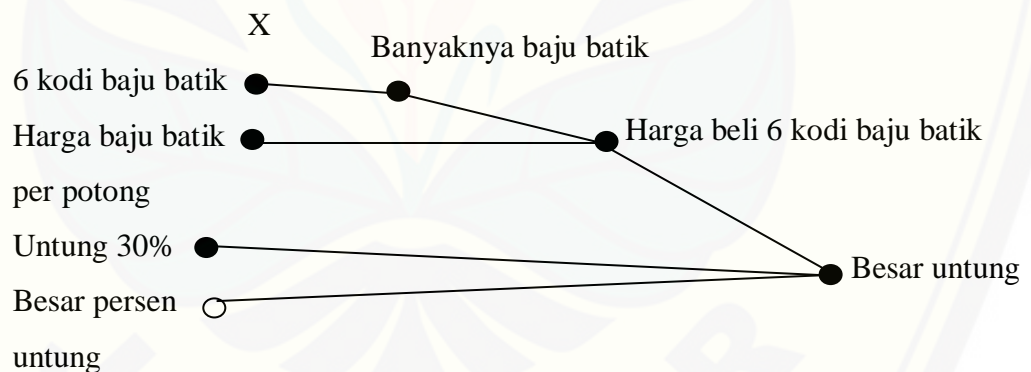 X
Banyaknya baju batik
6 kodi baju batik
Harga baju batik
Harga beli 6 kodi baju batik
per potong
Untung 30%
Besar untung
Besar persen
untung